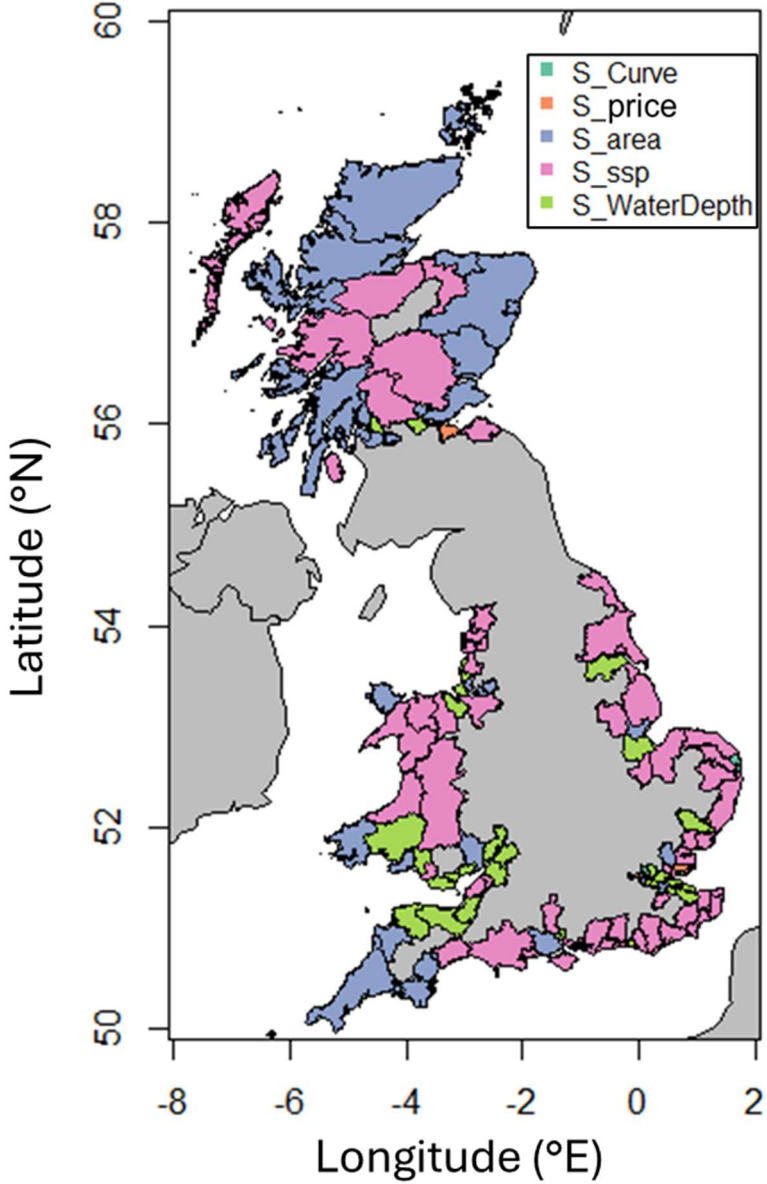 S_Curve
S_price
S_area
S_ssp
S_WaterDepth
60
58
56
54
52
50
Latitude (°N)
-8 -6 -4 -2 0 2
Longitude (°E)